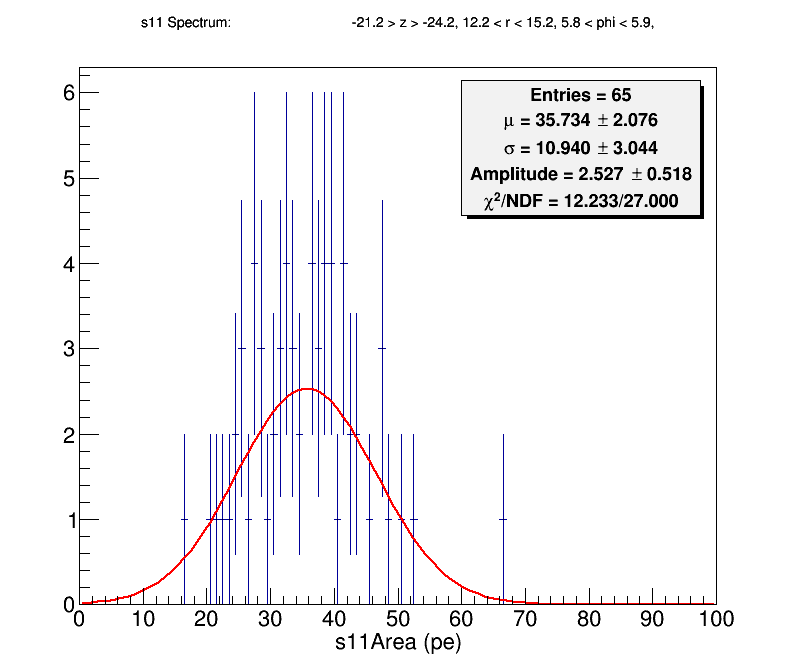 s11 Spectrum: -21.2 > z > -24.2, 12.2 < r < 15.2, 5.8 < phi < 5.9,
Entries = 65
μ = 35.734 ± 2.076
σ = 10.940 ± 3.044
Amplitude = 2.527 ± 0.518
χ²/NDF = 12.233/27.000
6
5
4
3
2
1
0
0 10 20 30 40 50 60 70 80 90 100
s11Area (pe)